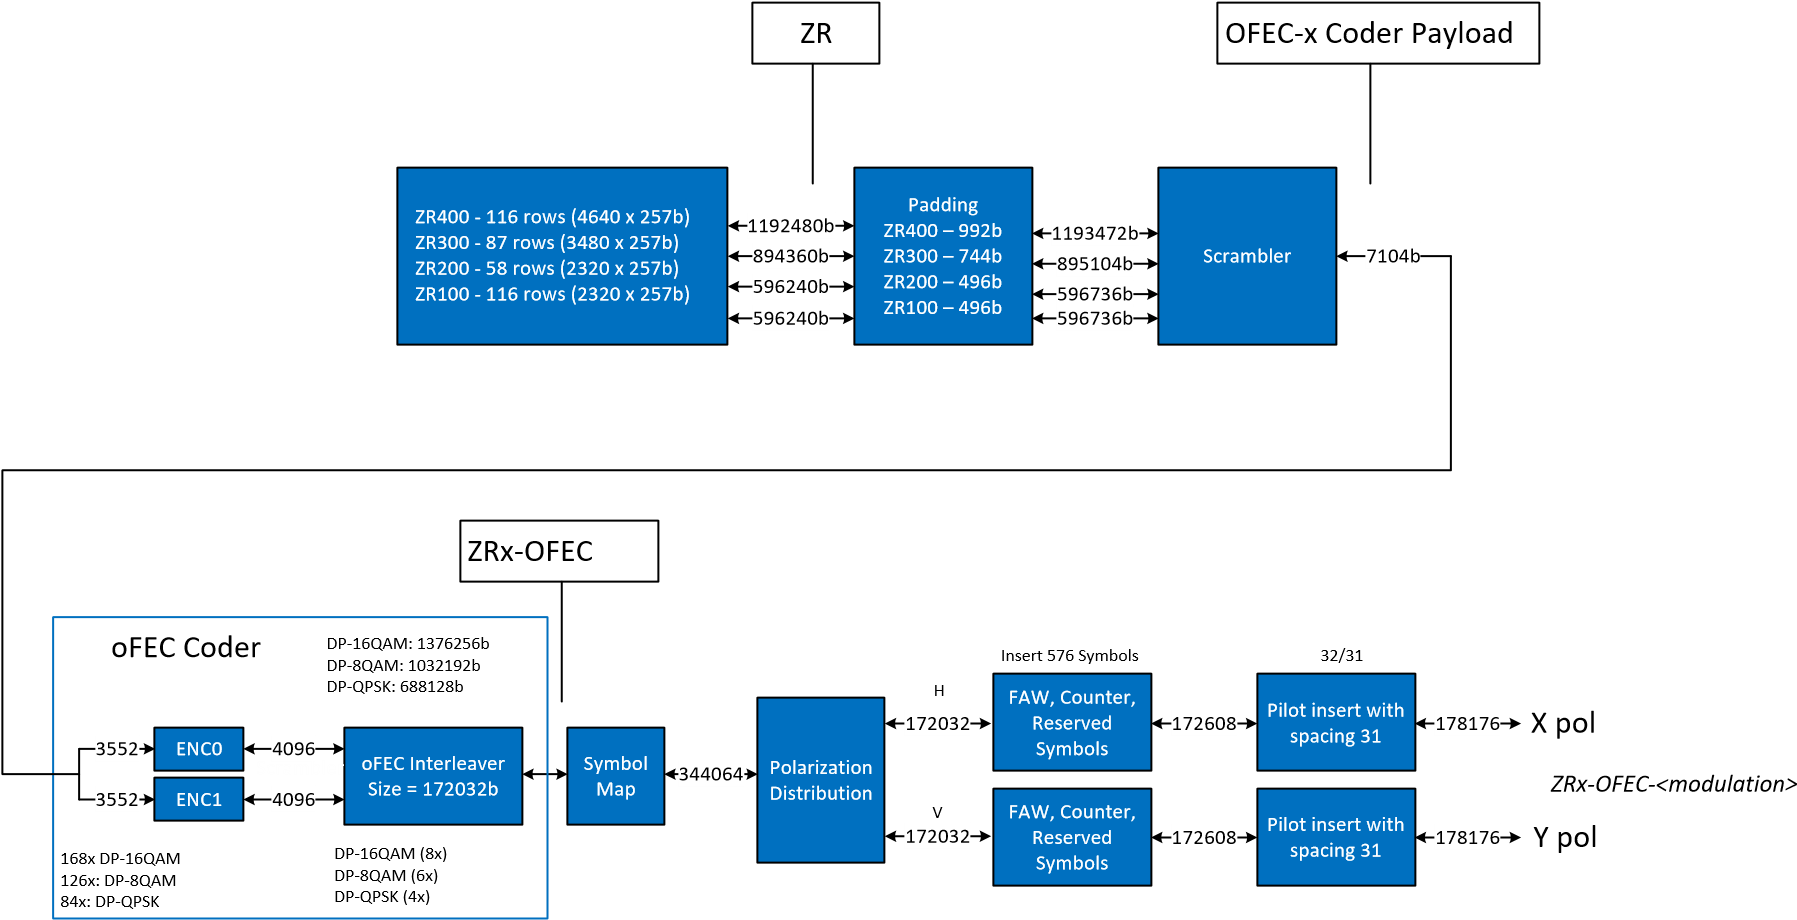 ZR
OFEC-x Coder Payload
ZR400 - 116 rows (4640 x 257b)
ZR300 - 87 rows (3480 x 257b)
ZR200 - 58 rows (2320 x 257b)
ZR100 - 116 rows (2320 x 257b)
1192480b
894360b
596240b
596240b
Padding
ZR400 – 992b
ZR300 – 744b
ZR200 – 496b
ZR100 – 496b
1193472b
895104b
596736b
596736b
Scrambler
7104b
ZRx-OFEC
oFEC Coder
DP-16QAM: 1376256b
DP-8QAM: 1032192b
DP-QPSK: 688128b
3552
ENC0
4096
3552
ENC1
4096
oFEC Interleaver
Size = 172032b
168x DP-16QAM
126x: DP-8QAM
84x: DP-QPSK
DP-16QAM (8x)
DP-8QAM (6x)
DP-QPSK (4x)
Symbol
Map
344064
Polarization
Distribution
H
172032
V
172032
Insert 576 Symbols
FAW, Counter,
Reserved
Symbols
172608
FAW, Counter,
Reserved
Symbols
172608
32/31
Pilot insert with
spacing 31
178176
X pol
Pilot insert with
spacing 31
178176
Y pol
ZRx-OFEC-<modulation>